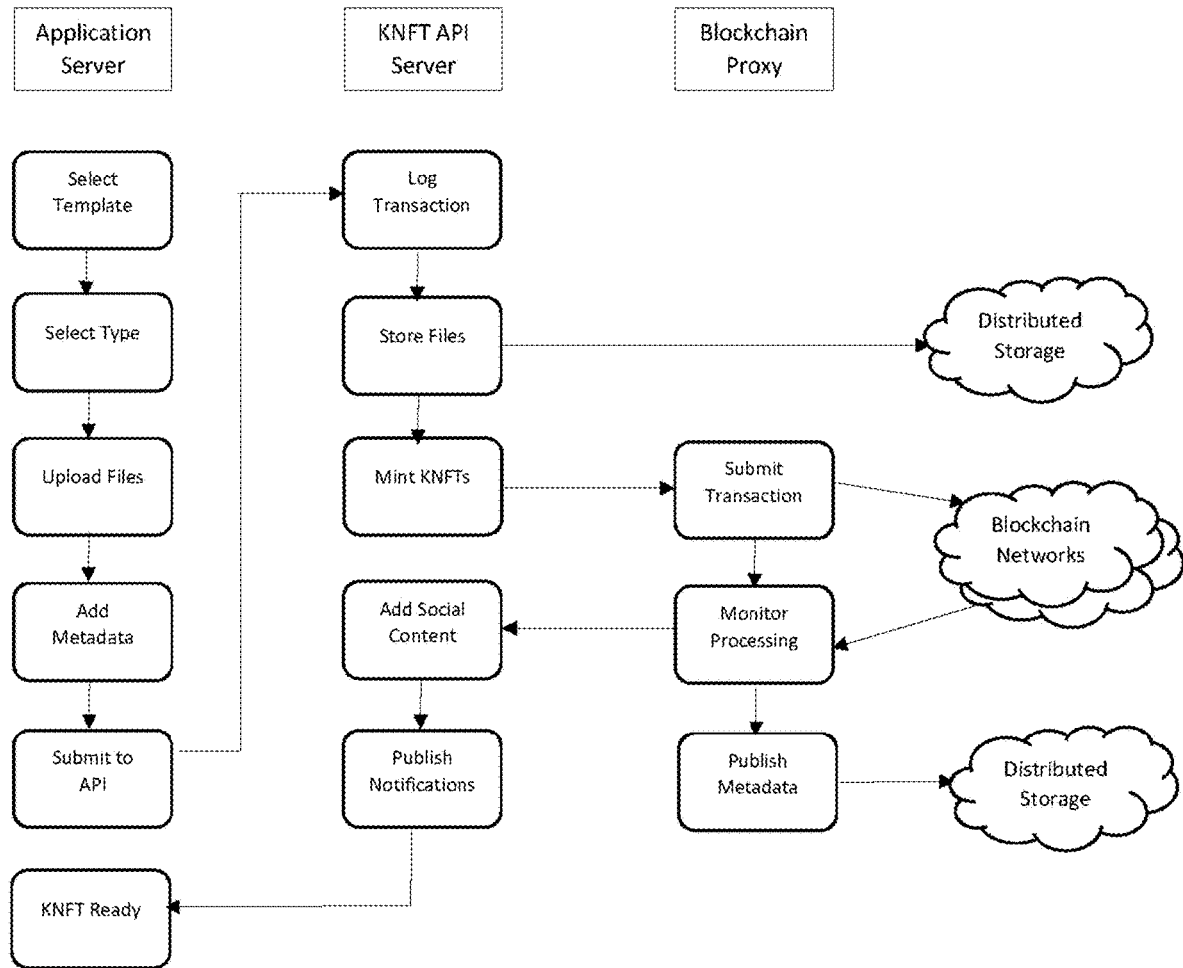 Application
Server
KNFT API
Server
Blockchain
Proxy
Select
Template
Log
Transaction
Select Type
Store Files
Distributed
Storage
Upload Files
Mint KNFTs
Submit
Transaction
Blockchain
Networks
Add
Metadata
Add Social
Content
Monitor
Processing
Submit to
API
Publish
Notifications
Publish
Metadata
Distributed
Storage
KNFT Ready